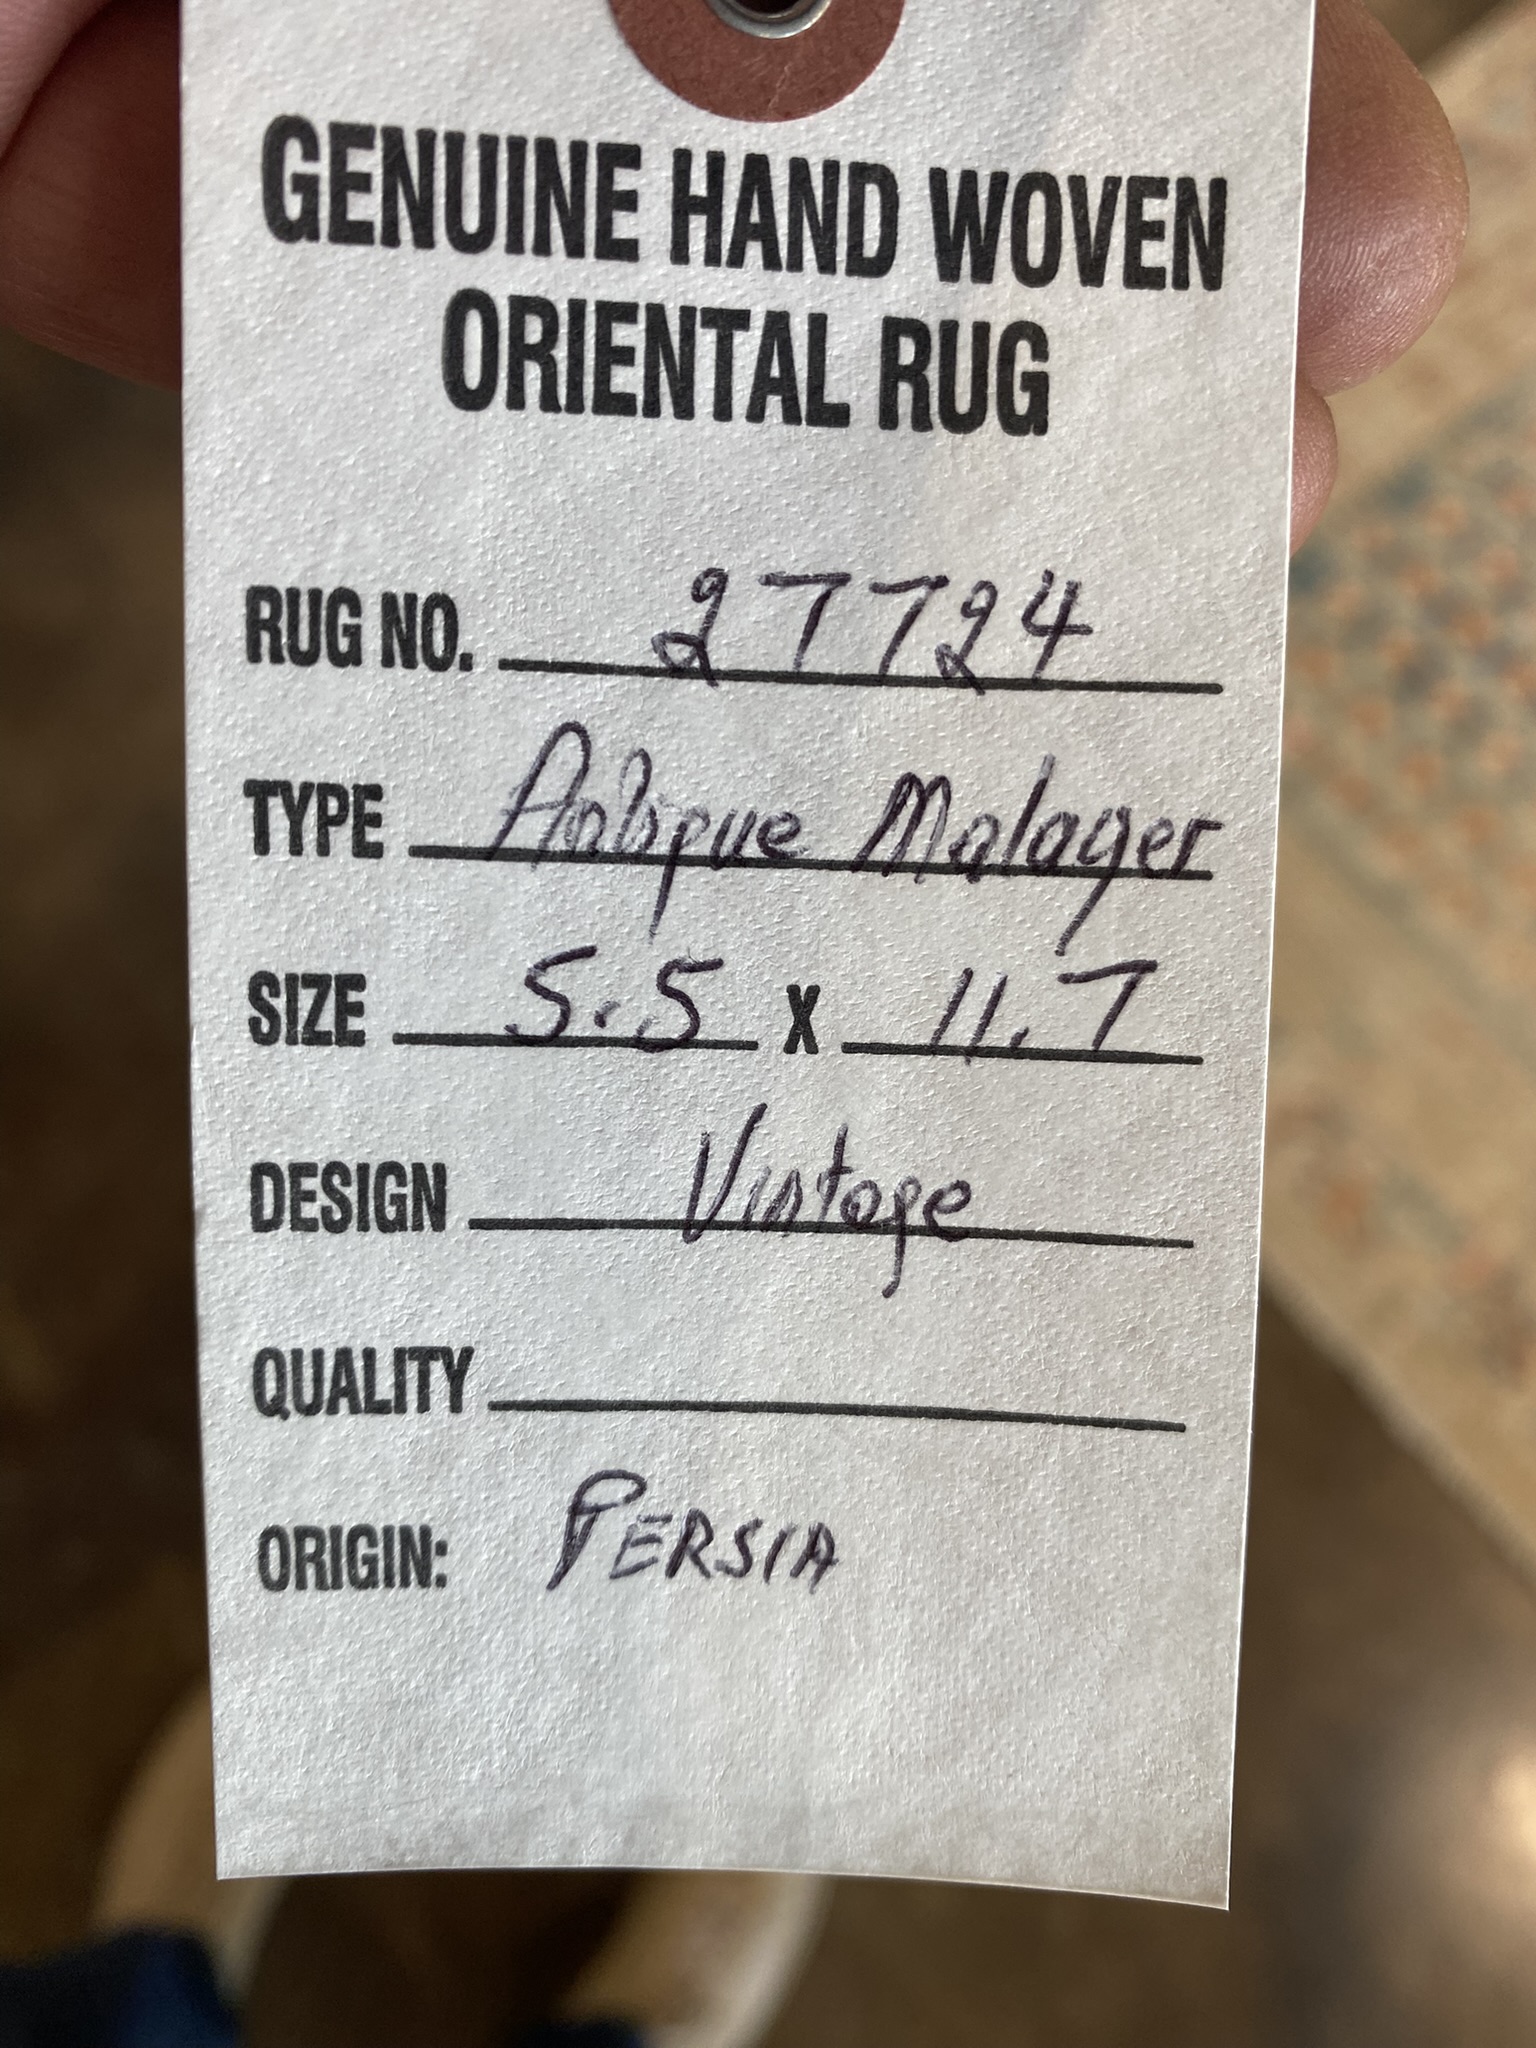 GENUINE HAND WOVEN
ORIENTAL RUG
RUG NO. 27724
TYPE Antique Malayer
SIZE 5.5 X 11.7
DESIGN Vintage
QUALITY
ORIGIN: PERSIA